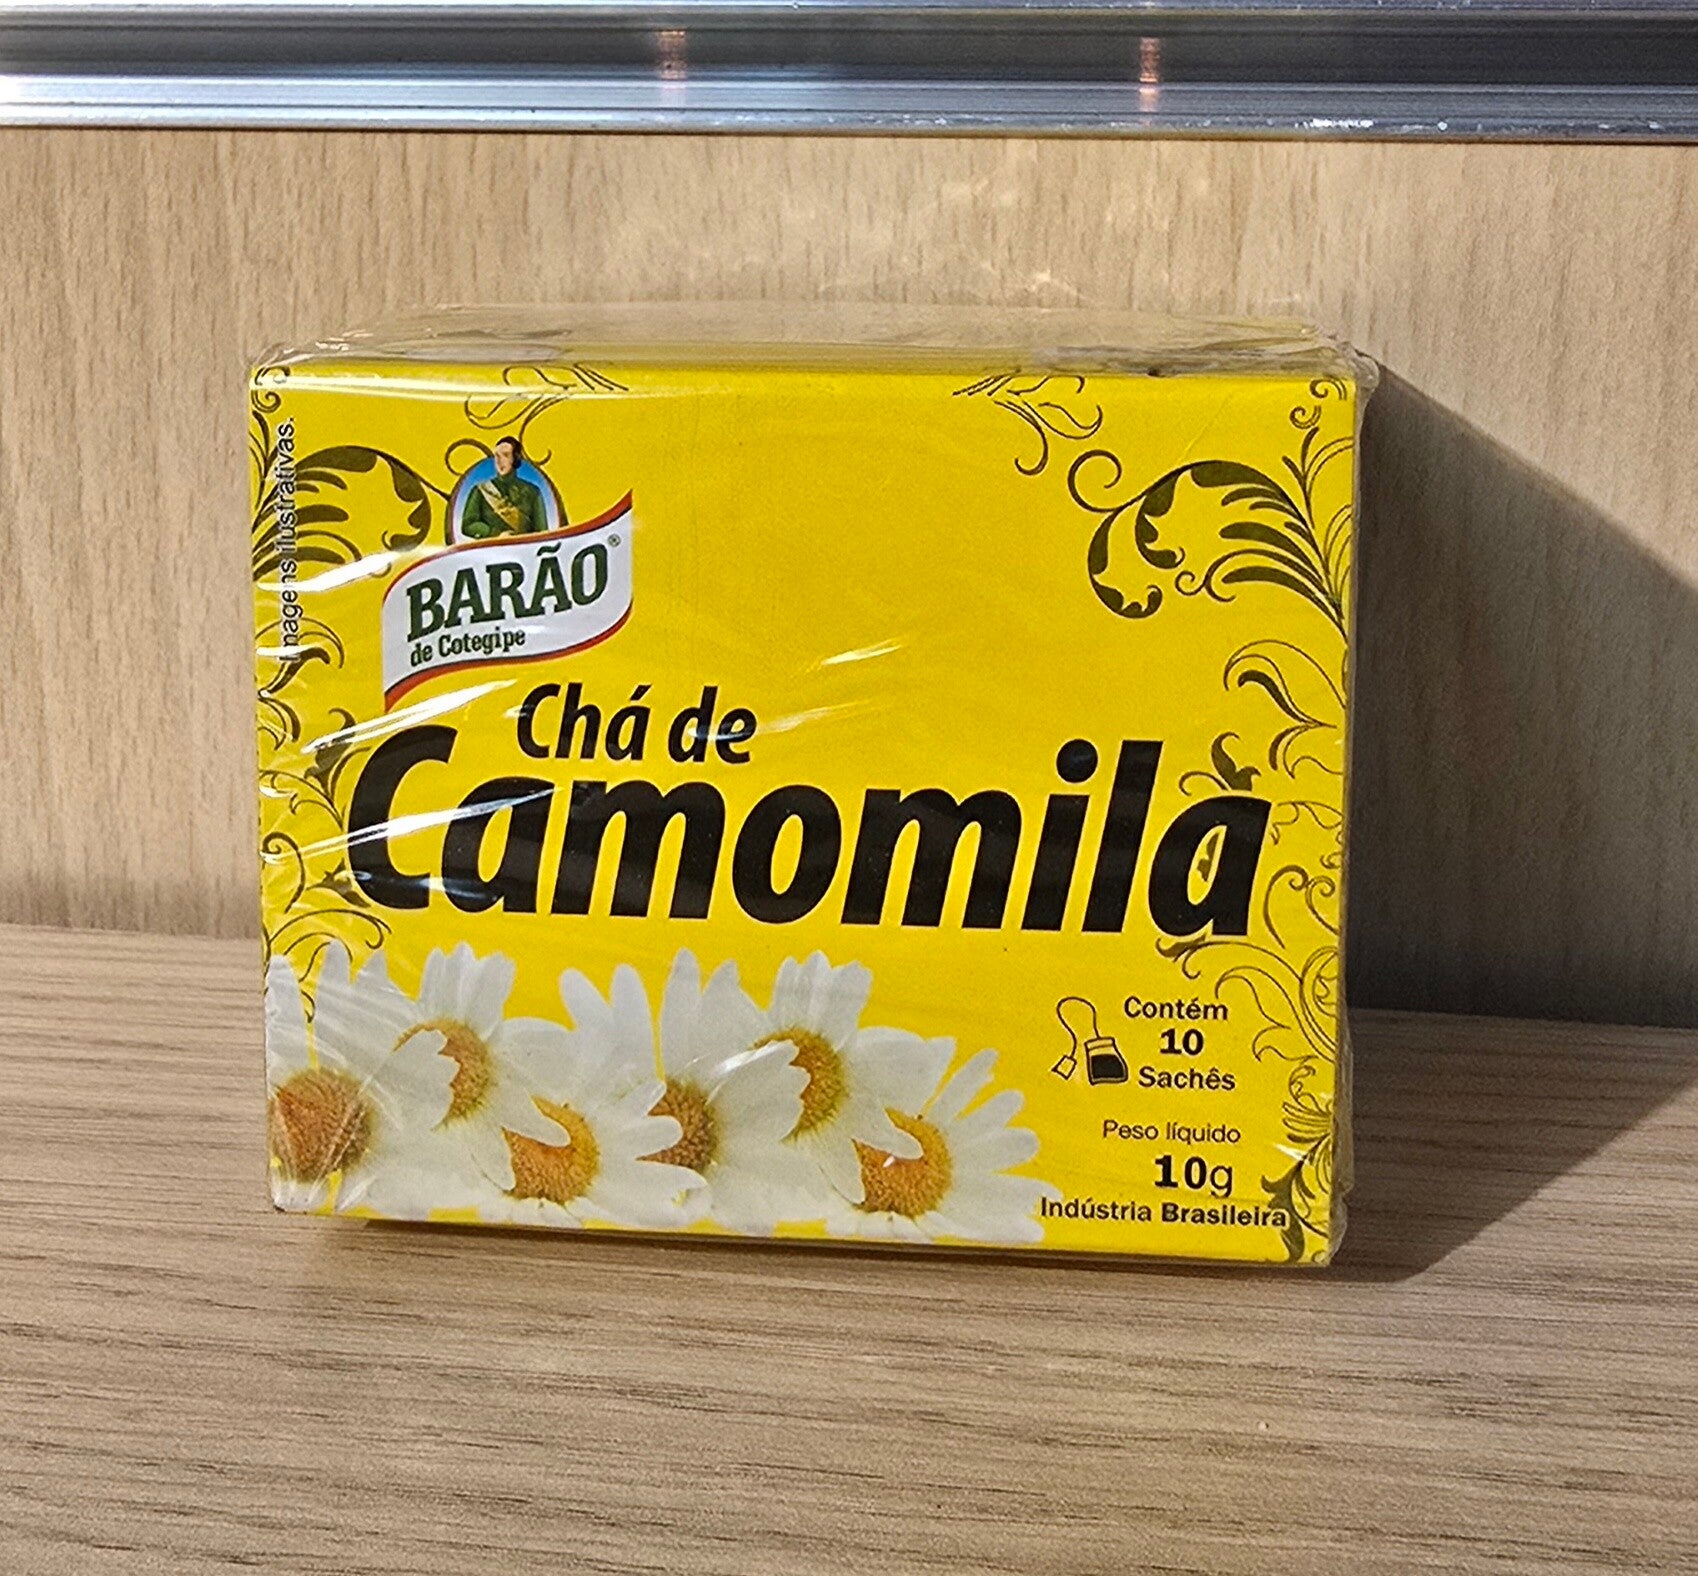 Imagens ilustrativas.
BARÃO®
de Cotegipe
Chá de
Camomila
Contém
10
Sachês
Peso líquido
10g
Indústria Brasileira